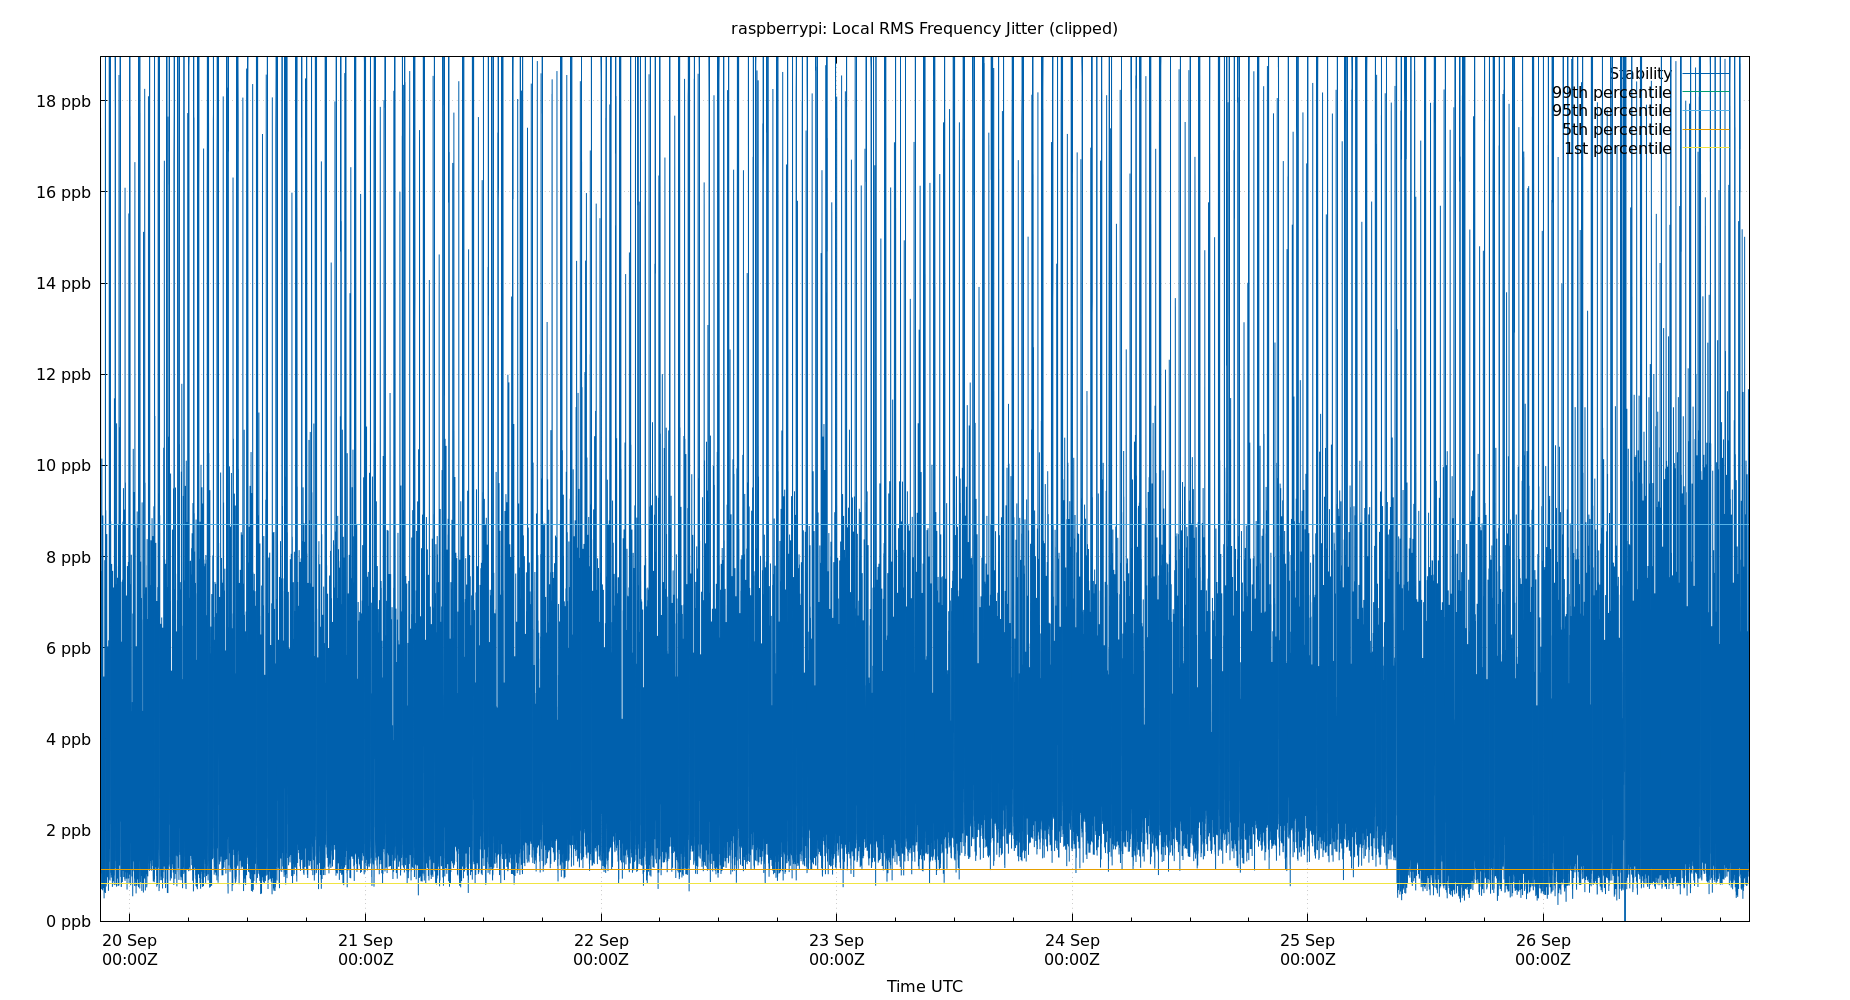 raspberrypi: Local RMS Frequency Jitter (clipped)
Stability
99th percentile
95th percentile
5th percentile
1st percentile
18 ppb
16 ppb
14 ppb
12 ppb
10 ppb
8 ppb
6 ppb
4 ppb
2 ppb
0 ppb
20 Sep 21 Sep 22 Sep 23 Sep 24 Sep 25 Sep 26 Sep
00:00Z 00:00Z 00:00Z 00:00Z 00:00Z 00:00Z 00:00Z
Time UTC